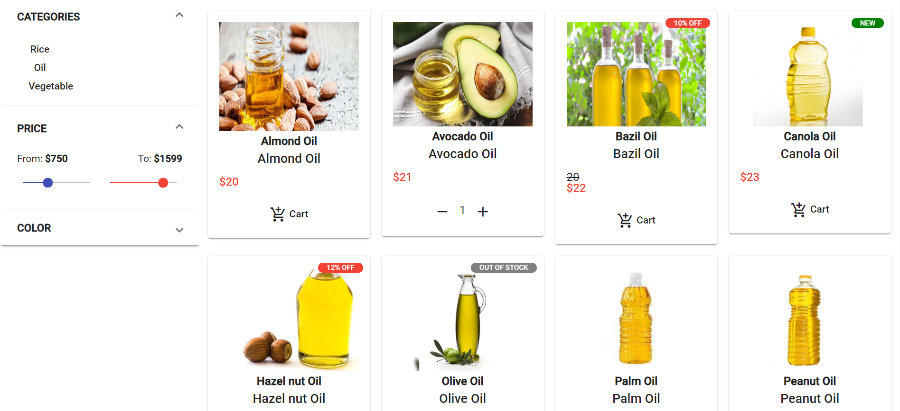 CATEGORIES
Rice
Oil
Vegetable
PRICE
From: $750 To: $1599
COLOR
Almond Oil
Almond Oil
$20
Cart
Avocado Oil
Avocado Oil
$21
1
10% OFF
Bazil Oil
Bazil Oil
20
$22
Cart
NEW
Canola Oil
Canola Oil
$23
Cart
12% OFF
Hazel nut Oil
Hazel nut Oil
OUT OF STOCK
Olive Oil
Olive Oil
Palm Oil
Palm Oil
Peanut Oil
Peanut Oil